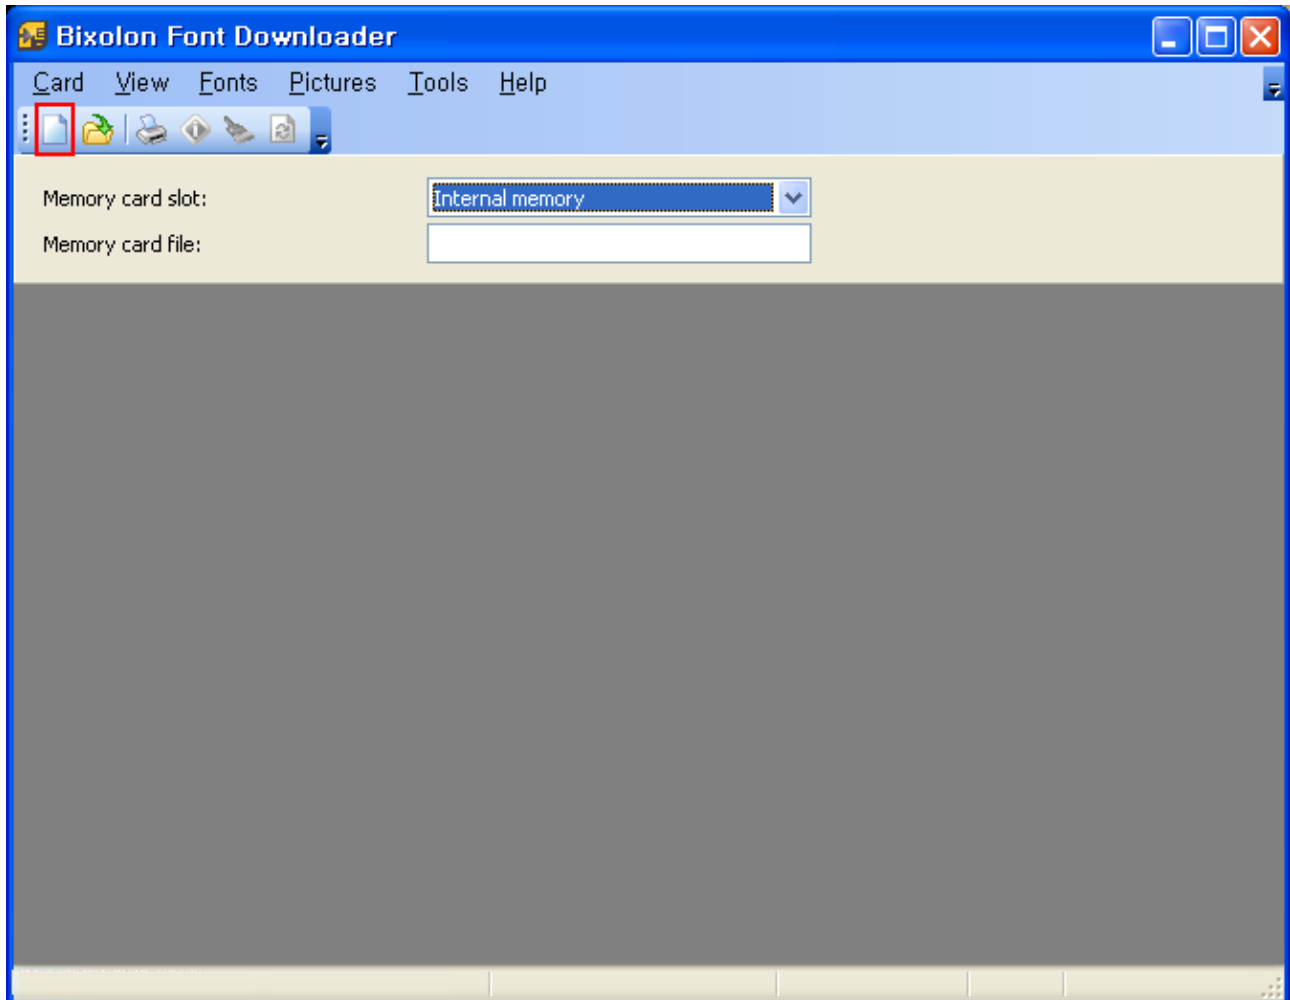 Bixolon Font Downloader
Card View Fonts Pictures Tools Help
Memory card slot: Internal memory
Memory card file: